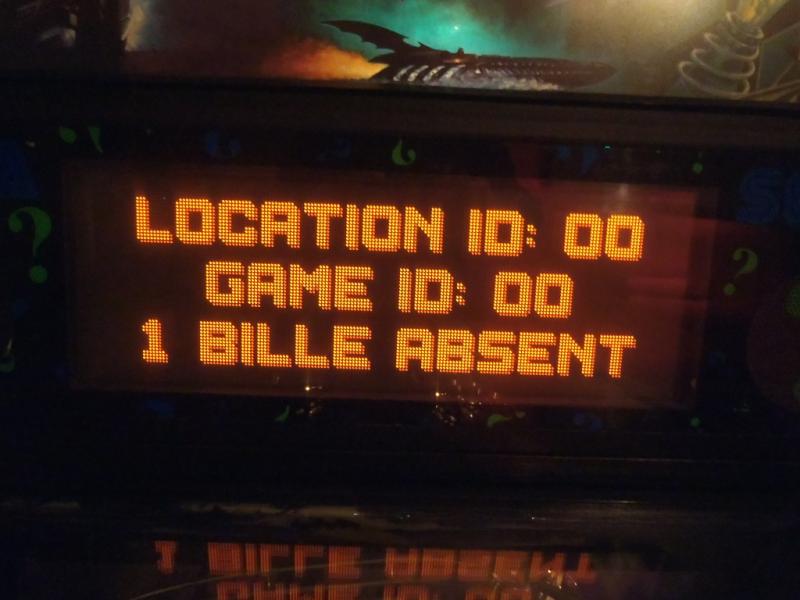 LOCATION ID: 00
GAME ID: 00
1 BILLE ABSENT